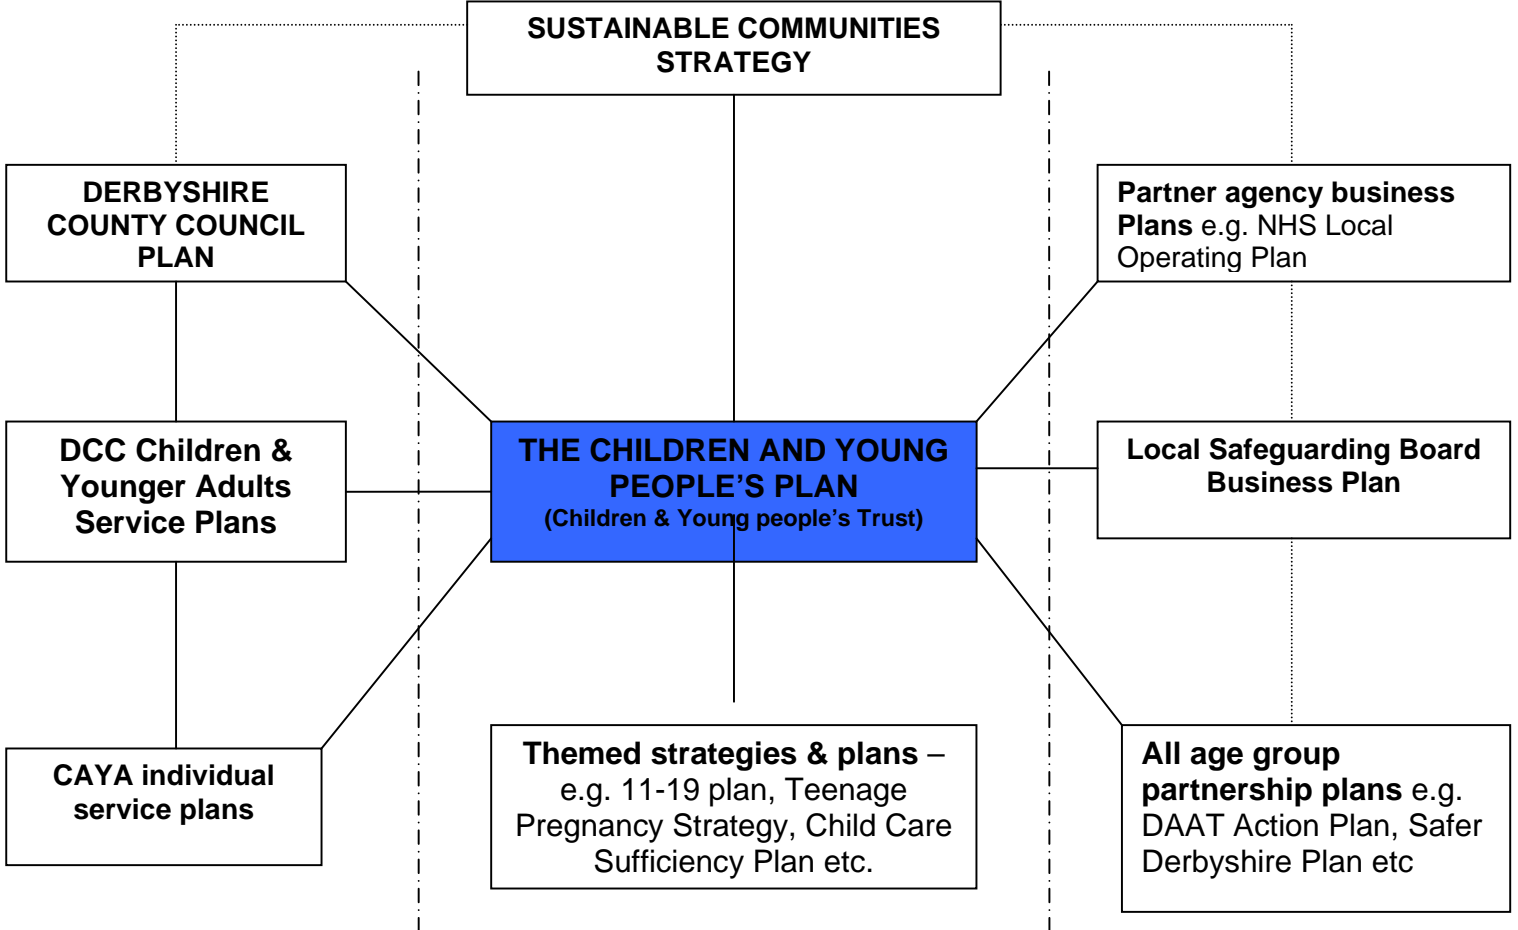 SUSTAINABLE COMMUNITIES
STRATEGY
DERBYSHIRE
COUNTY COUNCIL
PLAN
Partner agency business
Plans e.g. NHS Local
Operating Plan
DCC Children &
Younger Adults
Service Plans
THE CHILDREN AND YOUNG
PEOPLE’S PLAN
(Children & Young people’s Trust)
Local Safeguarding Board
Business Plan
CAYA individual
service plans
Themed strategies & plans –
e.g. 11-19 plan, Teenage
Pregnancy Strategy, Child Care
Sufficiency Plan etc.
All age group
partnership plans e.g.
DAAT Action Plan, Safer
Derbyshire Plan etc